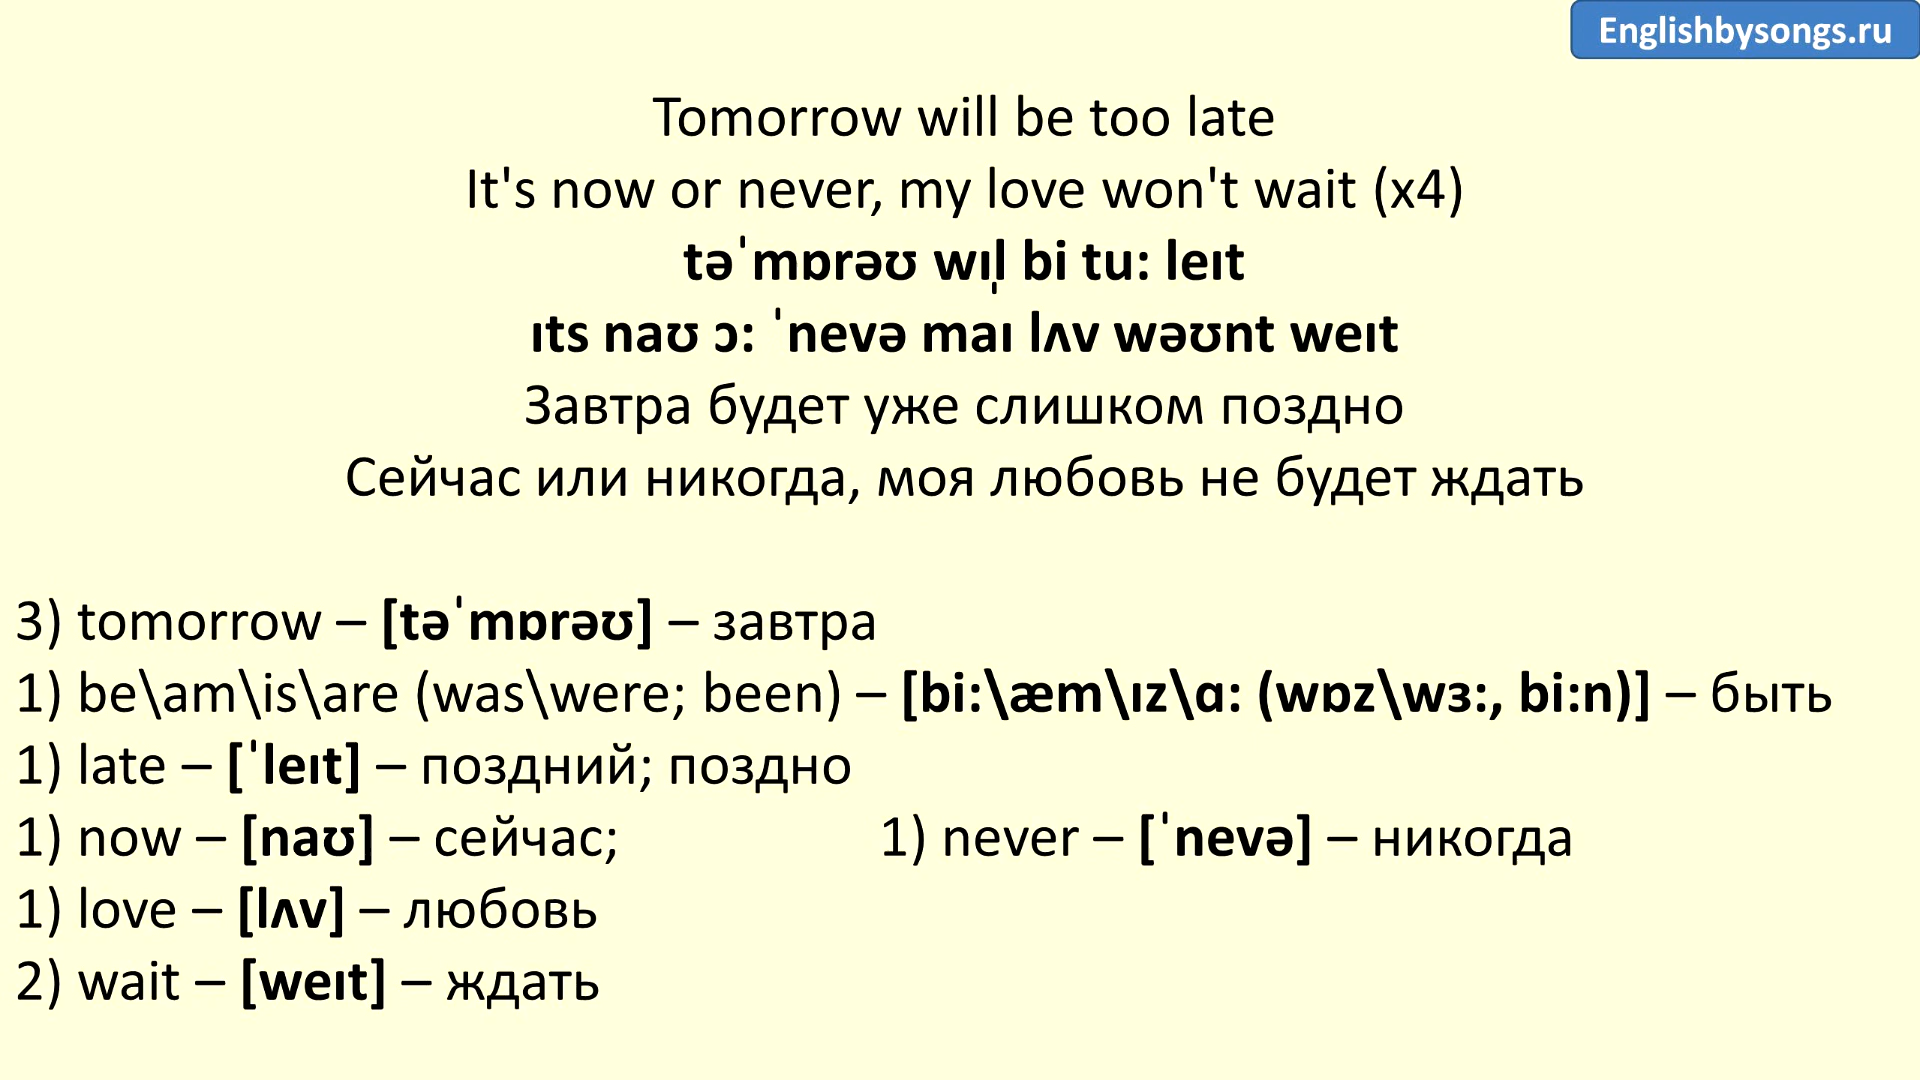 Englishbysongs.ru
Tomorrow will be too late
It's now or never, my love won't wait (x4)
təˈmɒrəʊ wɪl̩ bi tu: leɪt
ɪts naʊ ɔ: ˈnevə maɪ lʌv wəʊnt weɪt
Завтра будет уже слишком поздно
Сейчас или никогда, моя любовь не будет ждать
3) tomorrow – [təˈmɒrəʊ] – завтра
1) be\am\is\are (was\were; been) – [bi:\æm\ɪz\ɑ: (wɒz\wɜ:, bi:n)] – быть
1) late – [ˈleɪt] – поздний; поздно
1) now – [naʊ] – сейчас; 1) never – [ˈnevə] – никогда
1) love – [lʌv] – любовь
2) wait – [weɪt] – ждать